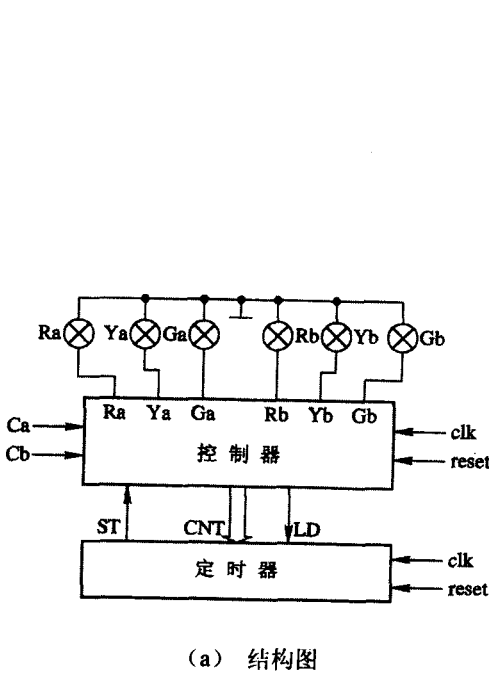 Ra Ya Ga Rb Yb Gb
Ra Ya Ga Rb Yb Gb
Ca
Cb
控制器
clk
reset
ST CNT LD
定时器
clk
reset
(a) 结构图